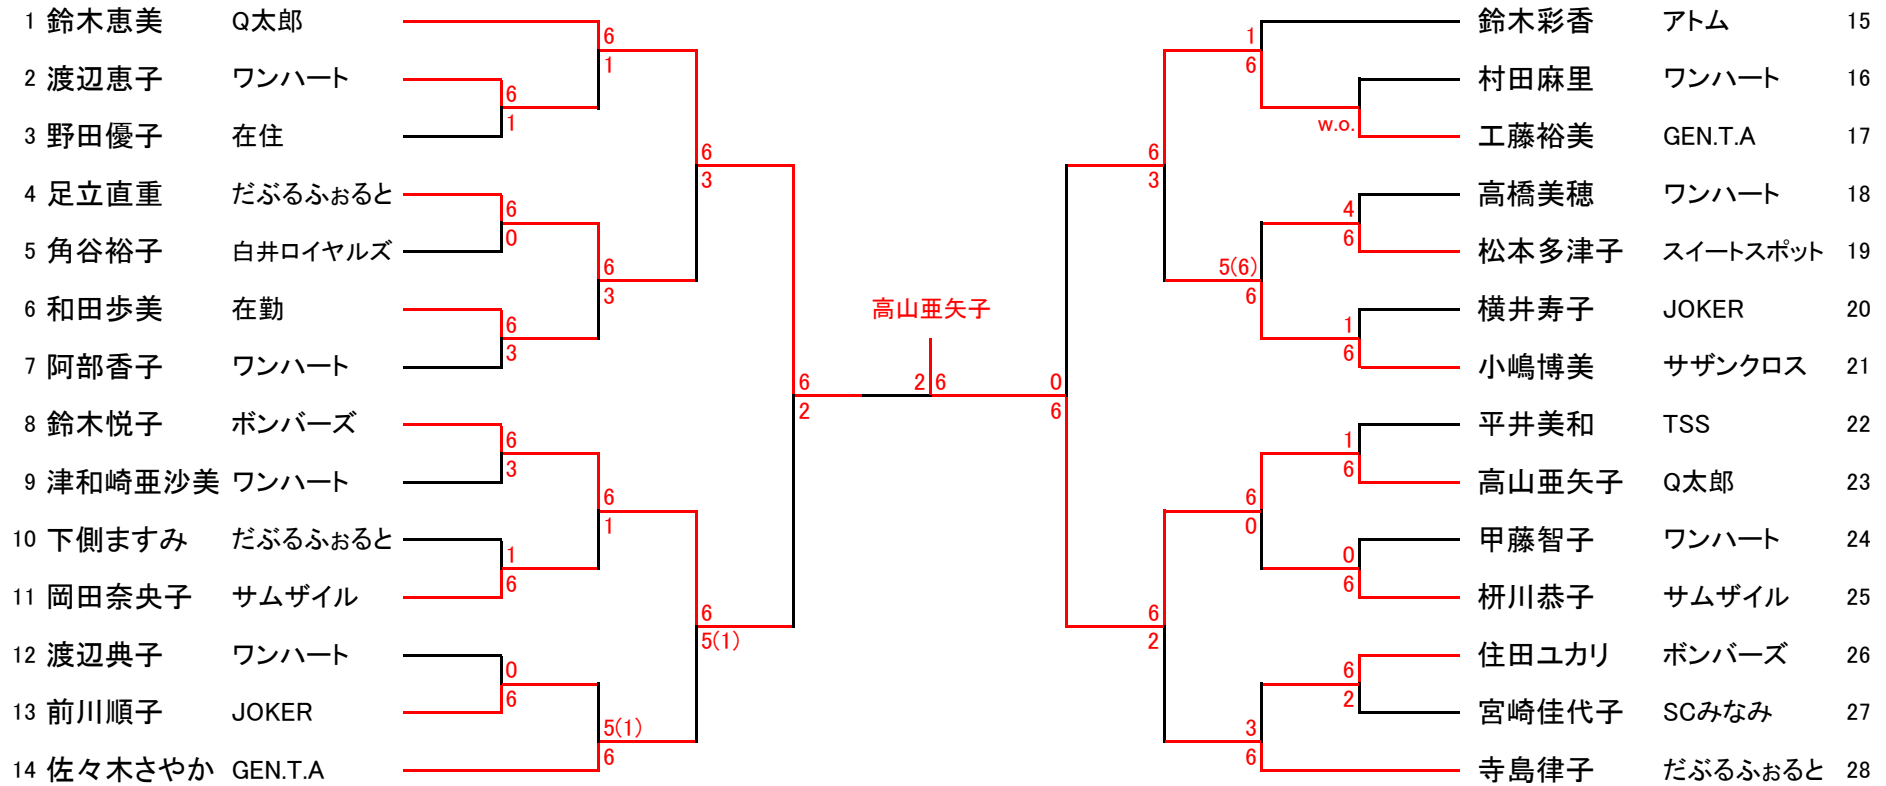 1 鈴木恵美 Q太郎
2 渡辺恵子 ワンハート
3 野田優子 在住
4 足立直重 だぶるふぉると
5 角谷裕子 白井ロイヤルズ
6 和田歩美 在勤
7 阿部香子 ワンハート
8 鈴木悦子 ボンバーズ
9 津和崎亜沙美 ワンハート
10 下側ますみ だぶるふぉると
11 岡田奈央子 サムザイル
12 渡辺典子 ワンハート
13 前川順子 JOKER
14 佐々木さやか GEN.T.A
6
1
6
1
6
0
6
3
6
3
6
3
6
3
1
6
6
1
0
6
5(1)
6
6
3
6
5(1)
6
2
高山亜矢子
2 6
0
6
6
3
6
2
1
6
w.o.
4
6
5(6)
6
1
6
1
6
6
0
0
6
6
2
3
6
鈴木彩香 アトム 15
村田麻里 ワンハート 16
工藤裕美 GEN.T.A 17
高橋美穂 ワンハート 18
松本多津子 スイートスポット 19
横井寿子 JOKER 20
小嶋博美 サザンクロス 21
平井美和 TSS 22
高山亜矢子 Q太郎 23
甲藤智子 ワンハート 24
枡川恭子 サムザイル 25
住田ユカリ ボンバーズ 26
宮崎佳代子 SCみなみ 27
寺島律子 だぶるふぉると 28